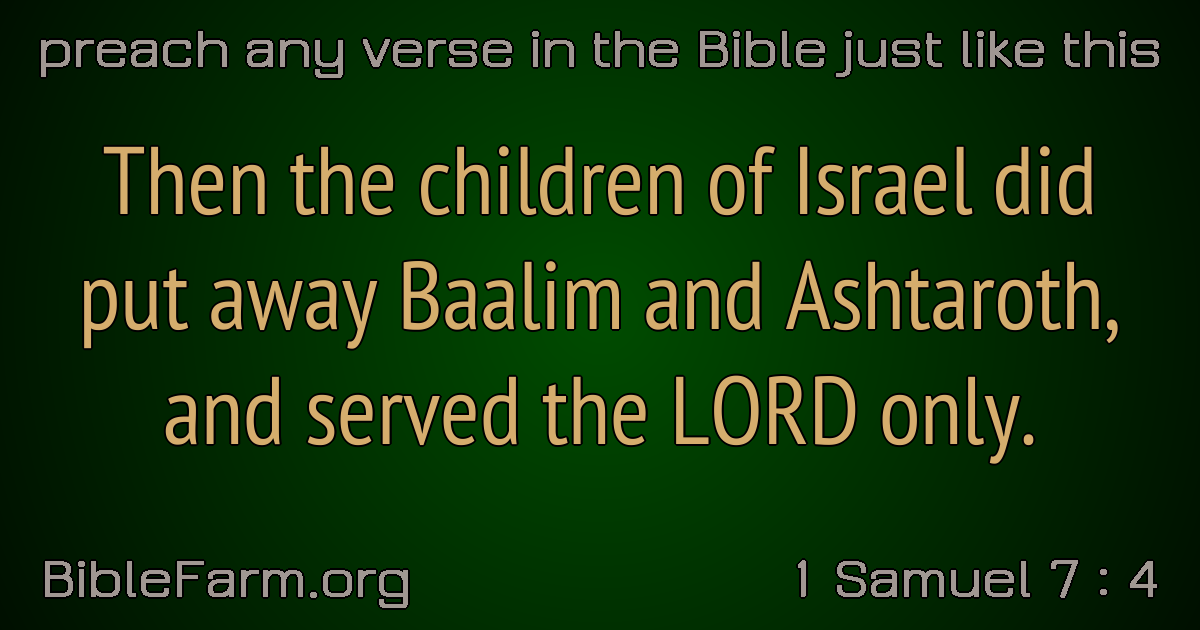 preach any verse in the Bible just like this
Then the children of Israel did
put away Baalim and Ashtaroth,
and served the LORD only.
BibleFarm.org
1 Samuel 7 : 4